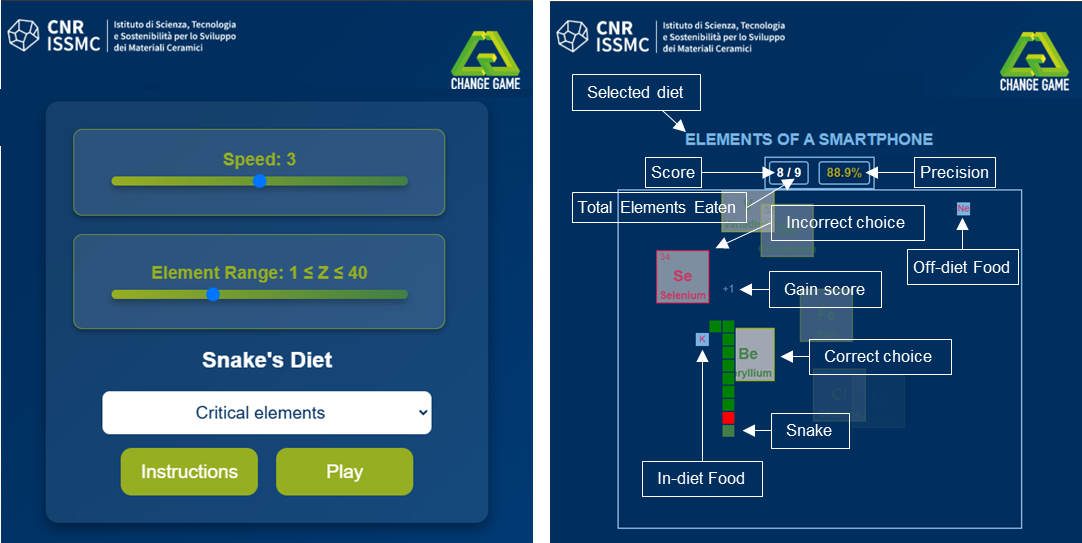 CNR
ISSMC
Istituto di Scienza, Tecnologia
e Sostenibilità per lo Sviluppo
dei Materiali Ceramici
CHANGE GAME
Speed: 3
Element Range: 1 ≤ Z ≤ 40
Snake's Diet
Critical elements
Instructions
Play
CNR
ISSMC
Istituto di Scienza, Tecnologia
e Sostenibilità per lo Sviluppo
dei Materiali Ceramici
CHANGE GAME
Selected diet
ELEMENTS OF A SMARTPHONE
Score
8 / 9
88.9%
Precision
Total Elements Eaten
Incorrect choice
Ne
Off-diet Food
34
Se
Selenium
+1
Gain score
Fe
K
Be
ryllium
Correct choice
Cl
Snake
In-diet Food